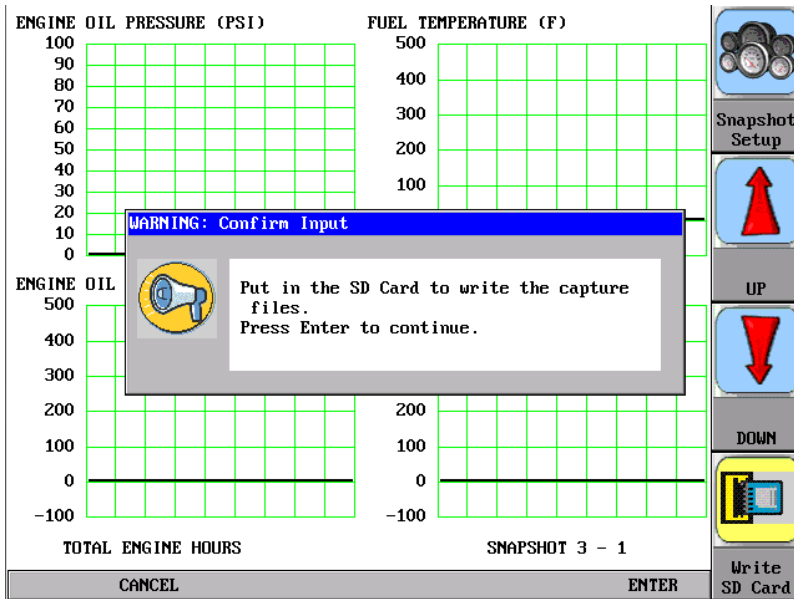 ENGINE OIL PRESSURE (PSI)
100
90
80
70
60
50
40
30
20
10
0
FUEL TEMPERATURE (F)
500
400
300
200
100
WARNING: Confirm Input
Put in the SD Card to write the capture
files.
Press Enter to continue.
ENGINE OIL
500
400
300
200
100
0
-100
200
100
0
-100
TOTAL ENGINE HOURS
SNAPSHOT 3 - 1
CANCEL
ENTER
Snapshot
Setup
UP
DOWN
Write
SD Card